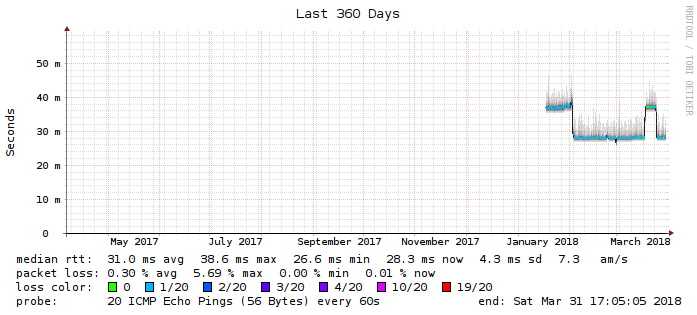 Last 360 Days
RRDTOOL / TOBI OETIKER
Seconds
50 m
40 m
30 m
20 m
10 m
0
May 2017 July 2017 September 2017 November 2017 January 2018 March 2018
median rtt: 31.0 ms avg 38.6 ms max 26.6 ms min 28.3 ms now 4.3 ms sd 7.3 am/s
packet loss: 0.30 % avg 5.69 % max 0.00 % min 0.01 % now
loss color: 0 1/20 2/20 3/20 4/20 10/20 19/20
probe: 20 ICMP Echo Pings (56 Bytes) every 60s end: Sat Mar 31 17:05:05 2018